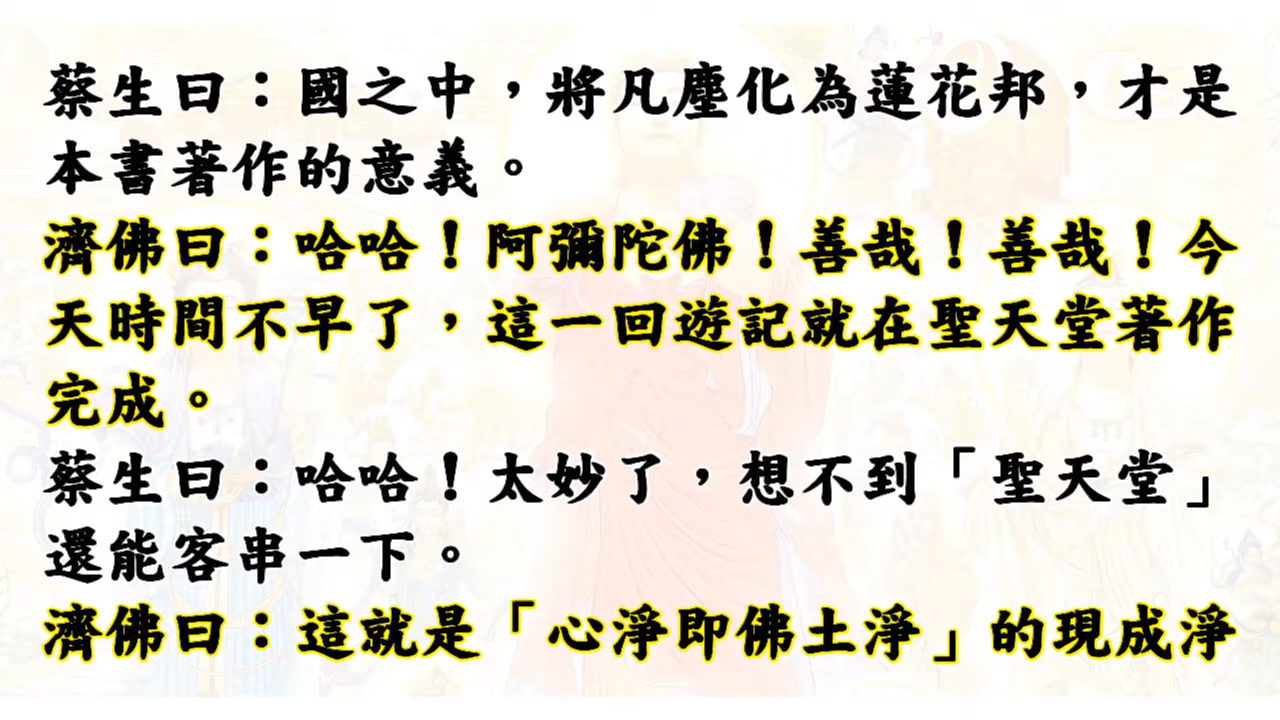 蔡生曰：國之中，將凡塵化為蓮花邦，才是
本書著作的意義。
濟佛曰：哈哈！阿彌陀佛！善哉！善哉！今
天時間不早了，這一回遊記就在聖天堂著作
完成。
蔡生曰：哈哈！太妙了，想不到「聖天堂」
還能客串一下。
濟佛曰：這就是「心淨即佛土淨」的現成淨